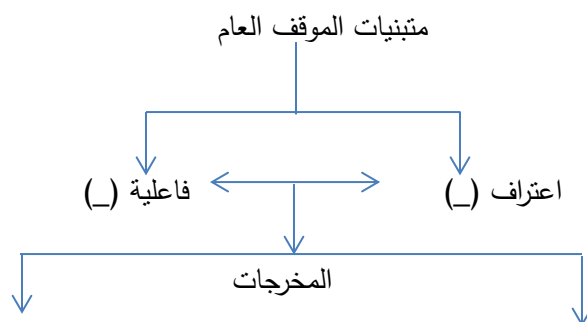 متبنيات الموقف العام
اعتراف (_)
فاعلية (_)
المخرجات